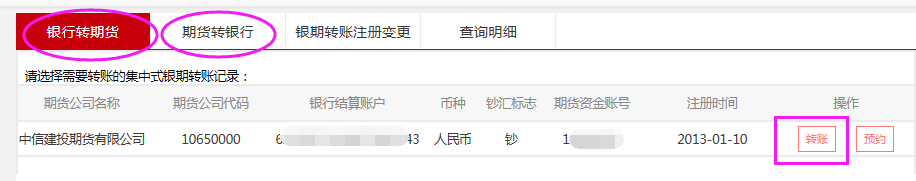 银行转期货 期货转银行 银期转账注册变更 查询明细
请选择需要转账的集中式银期转账记录：
期货公司名称 期货公司代码 银行结算账户 币种 钞汇标志 期货资金账号 注册时间 操作
中信建投期货有限公司 10650000 6 43 人民币 钞 1 2013-01-10 转账 预约